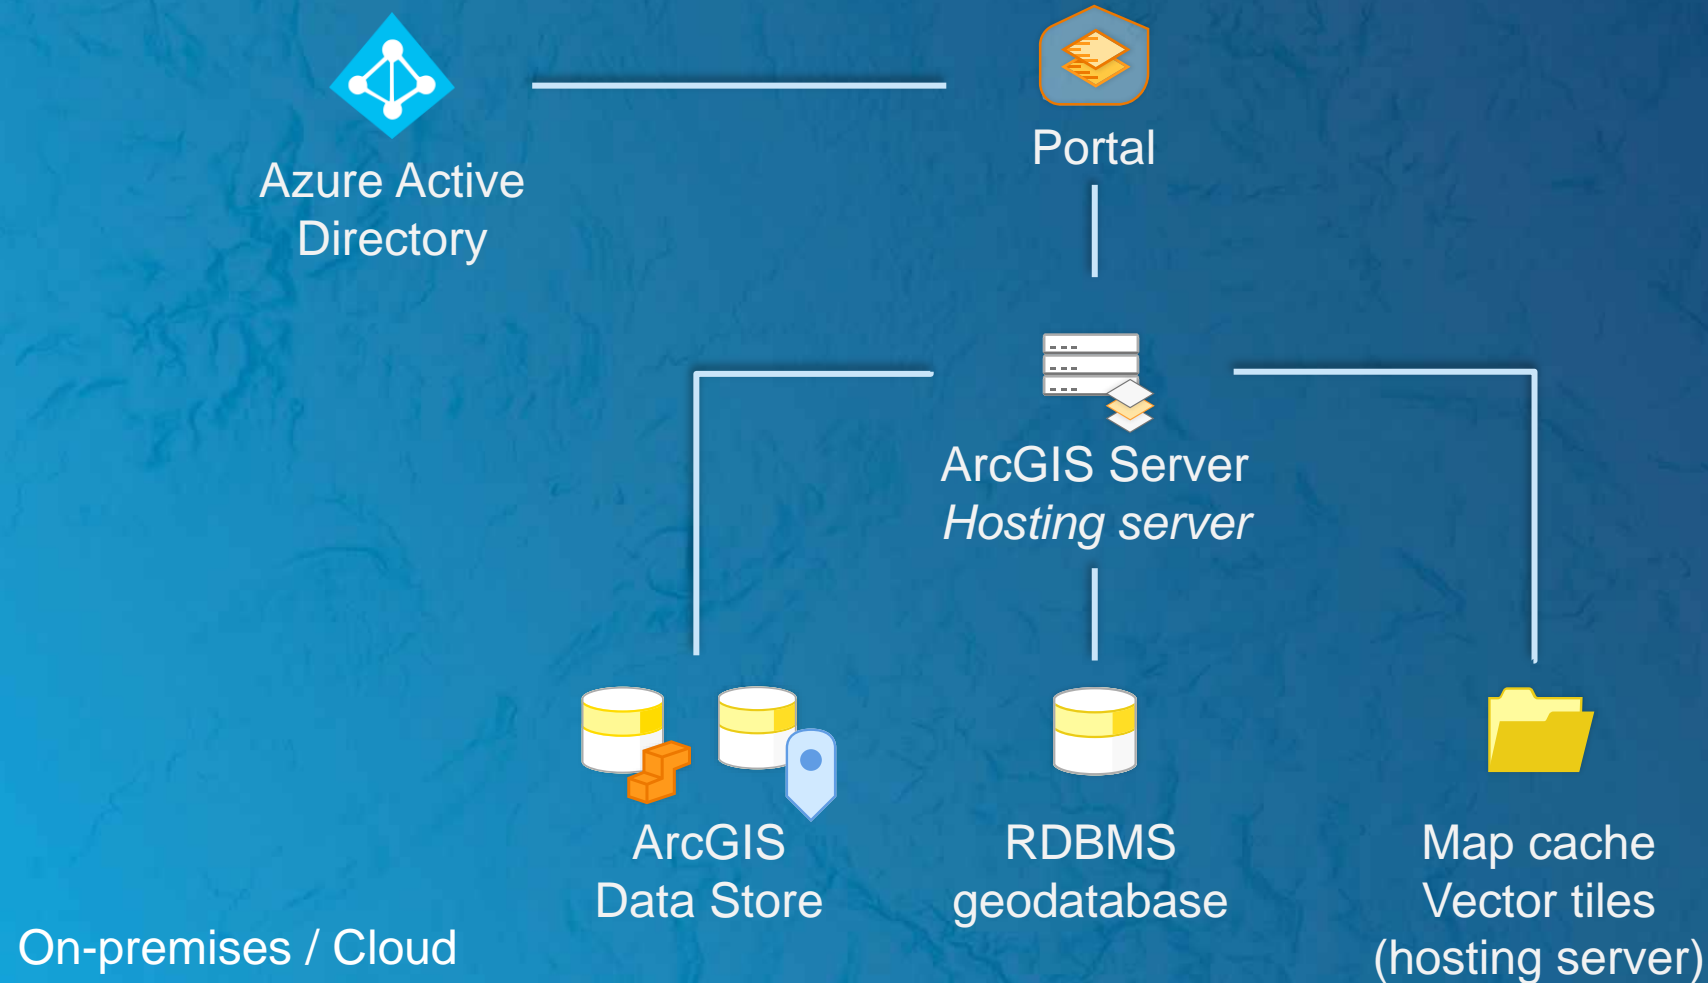 Azure Active
Directory
Portal
ArcGIS Server
Hosting server
ArcGIS
Data Store
RDBMS
geodatabase
Map cache
Vector tiles
(hosting server)
On-premises / Cloud